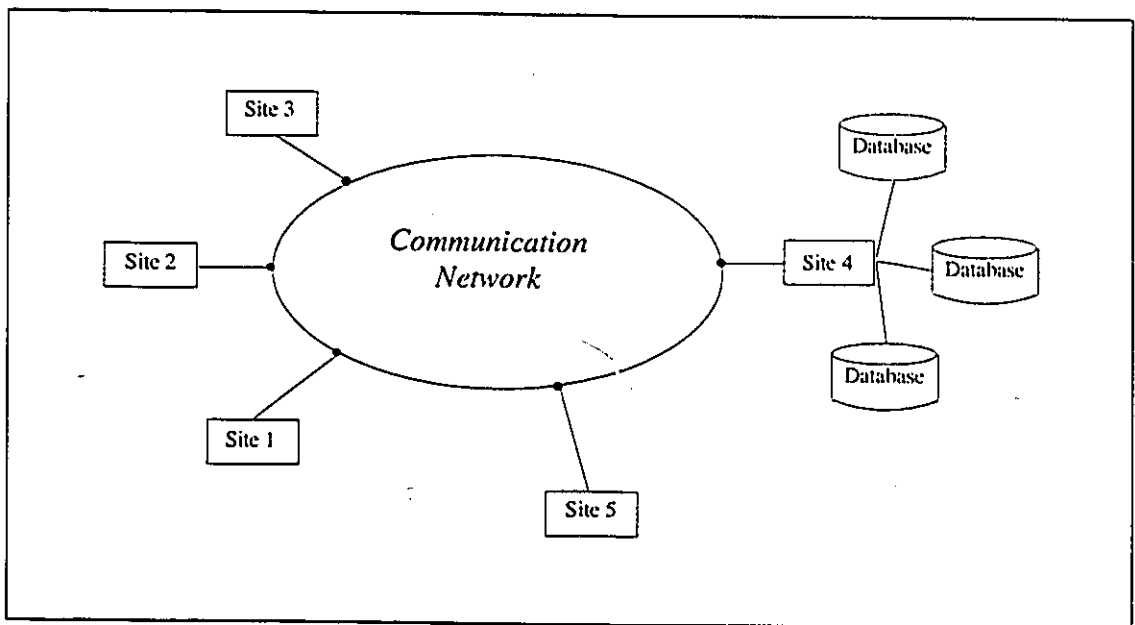 Site 3
Database
Communication
Network
Site 2
Site 4
Database
Database
Site 1
Site 5